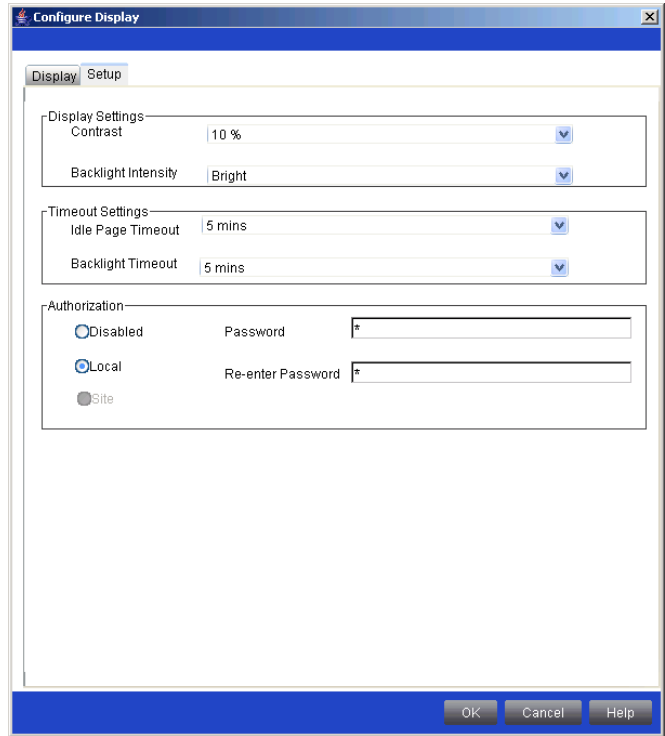 Configure Display
Display Setup
Display Settings
Contrast 10 %
Backlight Intensity Bright
Timeout Settings
Idle Page Timeout 5 mins
Backlight Timeout 5 mins
Authorization
Disabled Password *
Local Re-enter Password *
Site
OK Cancel Help